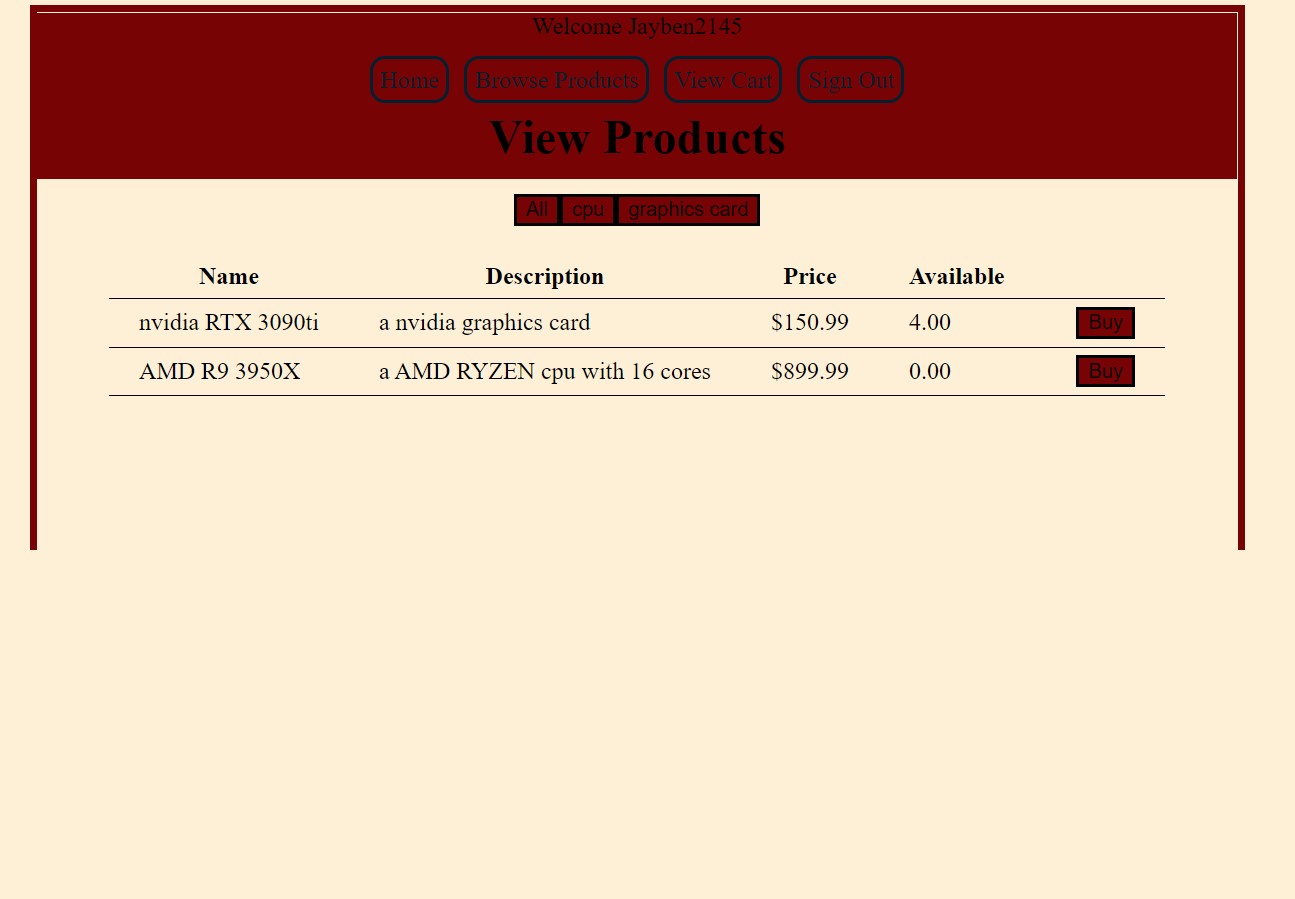 Welcome Jayben2145
Home Browse Products View Cart Sign Out
View Products
All cpu graphics card
Name Description Price Available
nvidia RTX 3090ti a nvidia graphics card $150.99 4.00 Buy
AMD R9 3950X a AMD RYZEN cpu with 16 cores $899.99 0.00 Buy